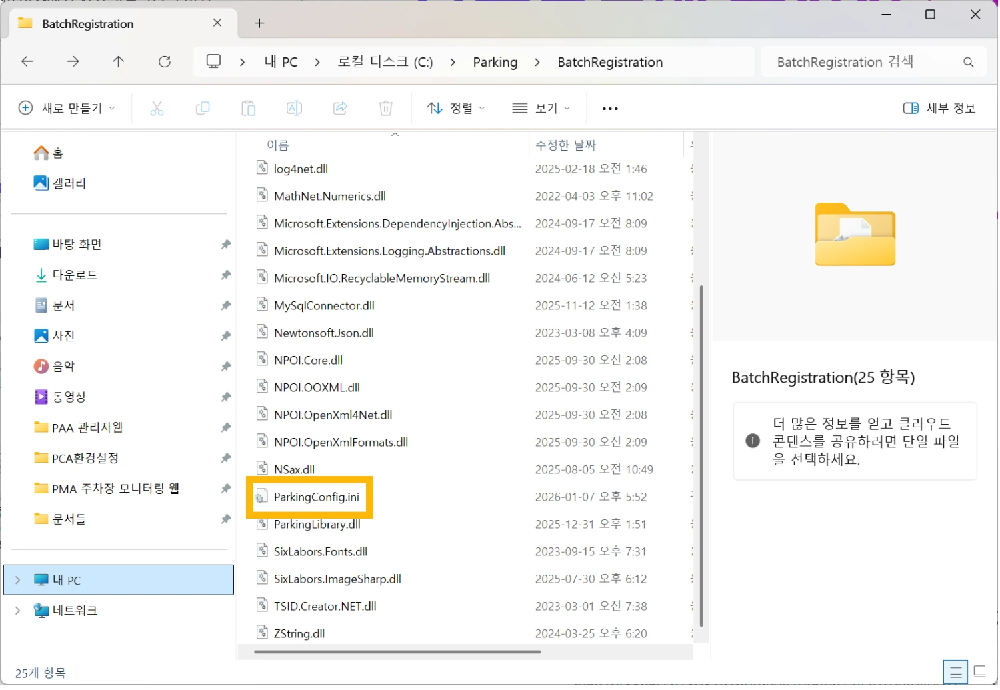 BatchRegistration
내 PC
로컬 디스크 (C:)
Parking
BatchRegistration
BatchRegistration 검색
새로 만들기
정렬
보기
세부 정보
홈
갤러리
바탕 화면
다운로드
문서
사진
음악
동영상
PAA 관리자웹
PCA환경설정
PMA 주차장 모니터링 웹
문서들
내 PC
네트워크
이름 수정한 날짜
log4net.dll 2025-02-18 오전 1:46
MathNet.Numerics.dll 2022-04-03 오후 11:02
Microsoft.Extensions.DependencyInjection.Abs... 2024-09-17 오후 8:09
Microsoft.Extensions.Logging.Abstractions.dll 2024-09-17 오후 8:09
Microsoft.IO.RecyclableMemoryStream.dll 2024-06-12 오전 5:23
MySqlConnector.dll 2025-11-12 오전 1:38
Newtonsoft.Json.dll 2023-03-08 오후 4:09
NPOI.Core.dll 2025-09-30 오전 2:08
NPOI.OOXML.dll 2025-09-30 오전 2:09
NPOI.OpenXml4Net.dll 2025-09-30 오전 2:08
NPOI.OpenXmlFormats.dll 2025-09-30 오전 2:09
NSax.dll 2025-08-05 오전 10:49
ParkingConfig.ini 2026-01-07 오후 5:52
ParkingLibrary.dll 2025-12-31 오후 1:51
SixLabors.Fonts.dll 2023-09-15 오후 7:31
SixLabors.ImageSharp.dll 2025-07-30 오후 6:12
TSID.Creator.NET.dll 2023-03-01 오전 7:38
ZString.dll 2024-03-25 오후 6:20
BatchRegistration(25 항목)
더 많은 정보를 얻고 클라우드
콘텐츠를 공유하려면 단일 파일
을 선택하세요.
25개 항목